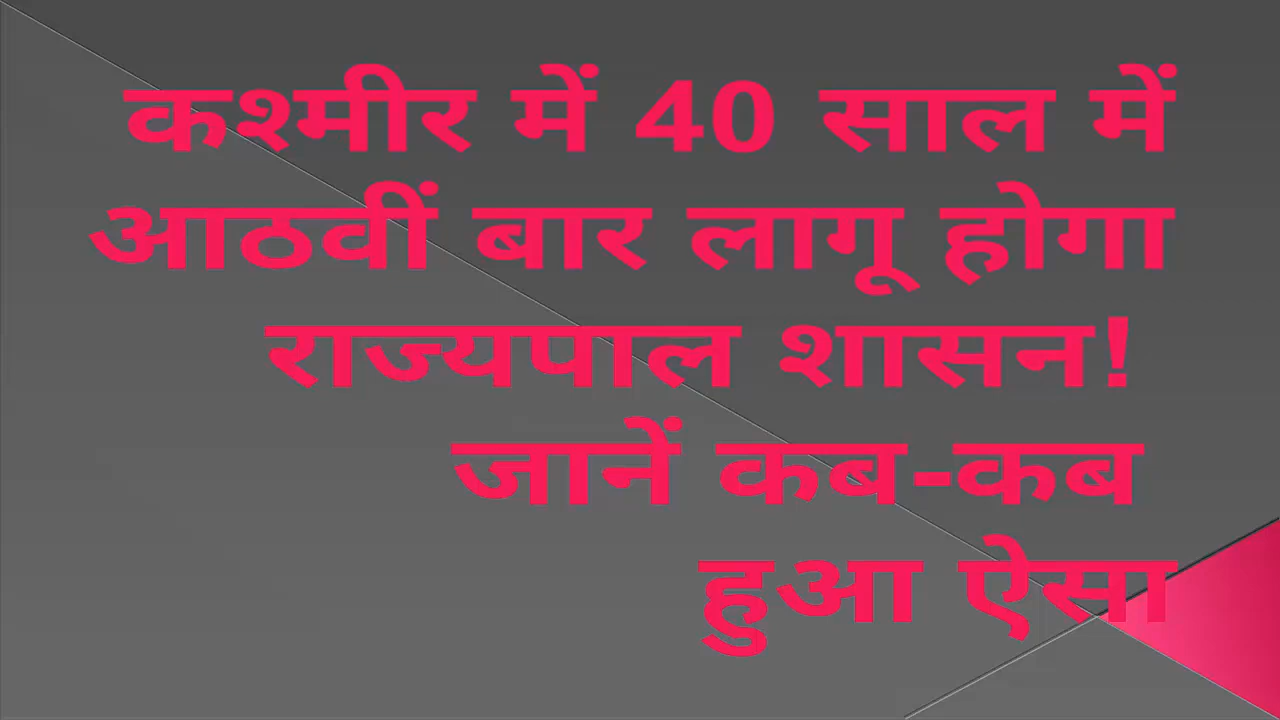 कश्मीर में 40 साल में
आठवीं बार लागू होगा
राज्यपाल शासन!
जानें कब-कब
हुआ ऐसा